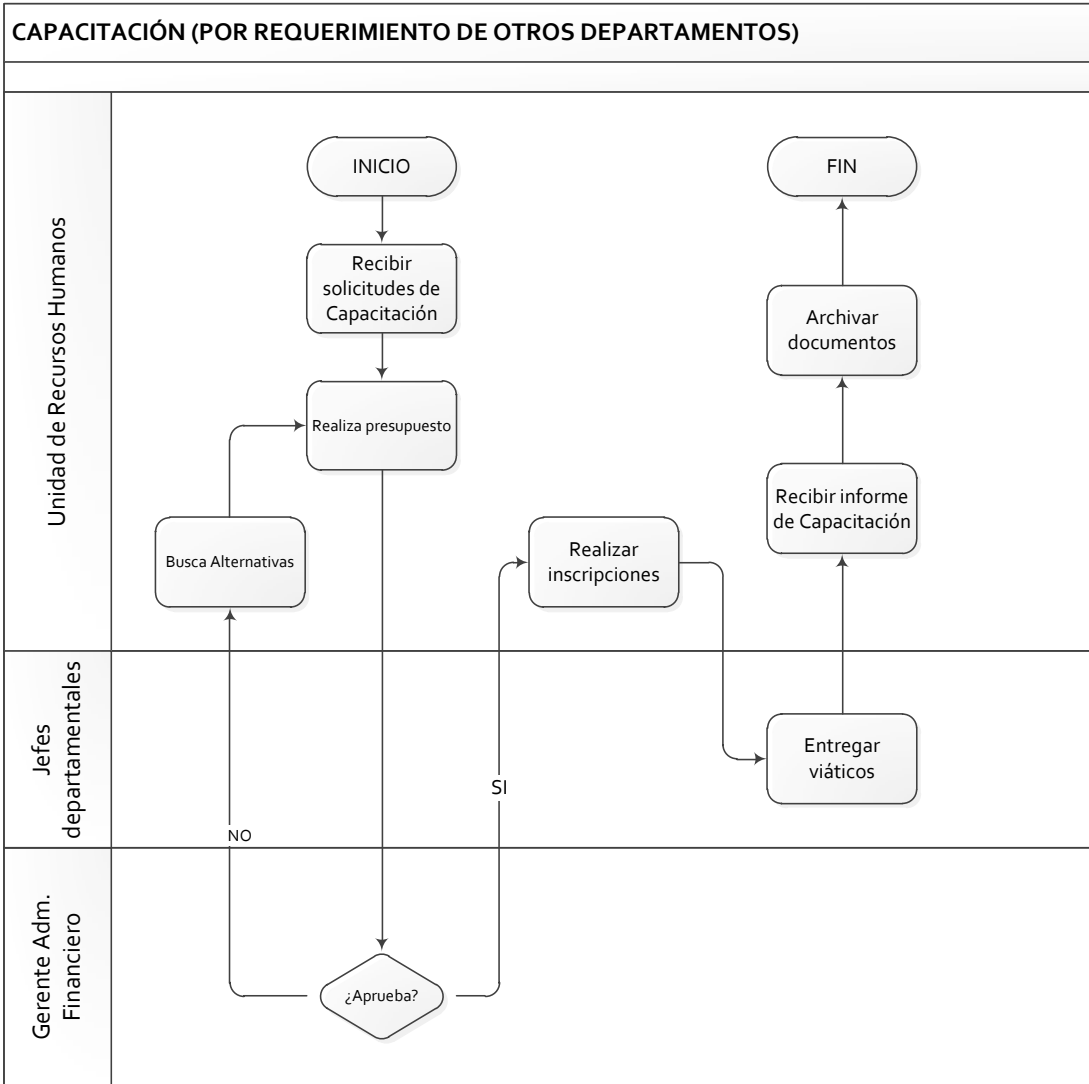 CAPACITACIÓN (POR REQUERIMIENTO DE OTROS DEPARTAMENTOS)
Unidad de Recursos Humanos
INICIO
Recibir
solicitudes de
Capacitación
Realiza presupuesto
Busca Alternativas
Realizar
inscripciones
FIN
Archivar
documentos
Recibir informe
de Capacitación
Jefes
departamentales
NO
SI
Entregar
viáticos
Gerente Adm.
Financiero
¿Aprueba?